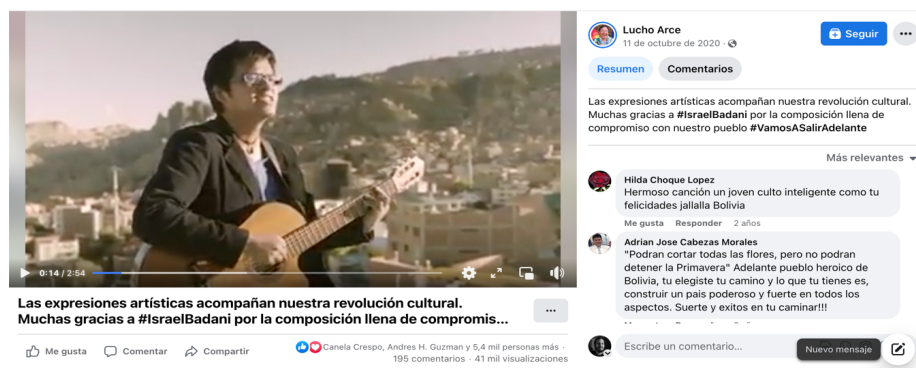 0:14 / 2:54
Las expresiones artísticas acompañan nuestra revolución cultural.
Muchas gracias a #IsraelBadani por la composición llena de compromis...
...
Me gusta
Comentar
Compartir
Canela Crespo, Andres H. Guzman y 5,4 mil personas más ·
195 comentarios · 41 mil visualizaciones
Lucho Arce
11 de octubre de 2020 ·
Seguir
...
Resumen
Comentarios
Las expresiones artísticas acompañan nuestra revolución cultural.
Muchas gracias a #IsraelBadani por la composición llena de
compromiso con nuestro pueblo #VamosASalirAdelante
Más relevantes
Hilda Choque Lopez
Hermoso canción un joven culto inteligente como tu
felicidades jallalla Bolivia
Me gusta Responder 2 años
Adrian Jose Cabezas Morales
"Podran cortar todas las flores, pero no podran
detener la Primavera" Adelante pueblo heroico de
Bolivia, tu elegiste tu camino y lo que tu tienes es,
construir un pais poderoso y fuerte en todos los
aspectos. Suerte y exitos en tu caminar!!!
Escribe un comentario...
Nuevo mensaje